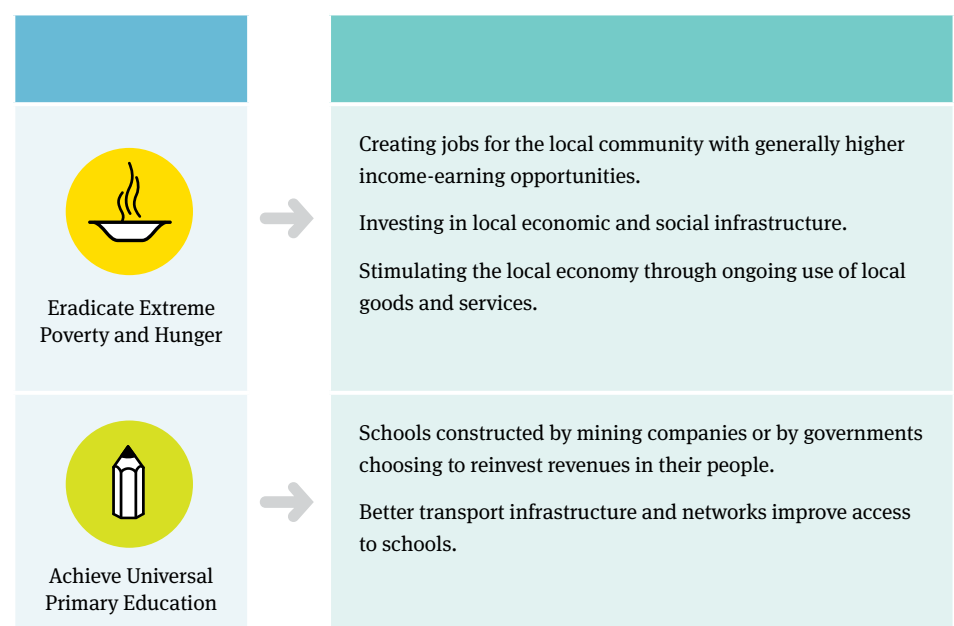 Eradicate Extreme
Poverty and Hunger
Creating jobs for the local community with generally higher
income-earning opportunities.
Investing in local economic and social infrastructure.
Stimulating the local economy through ongoing use of local
goods and services.
Achieve Universal
Primary Education
Schools constructed by mining companies or by governments
choosing to reinvest revenues in their people.
Better transport infrastructure and networks improve access
to schools.